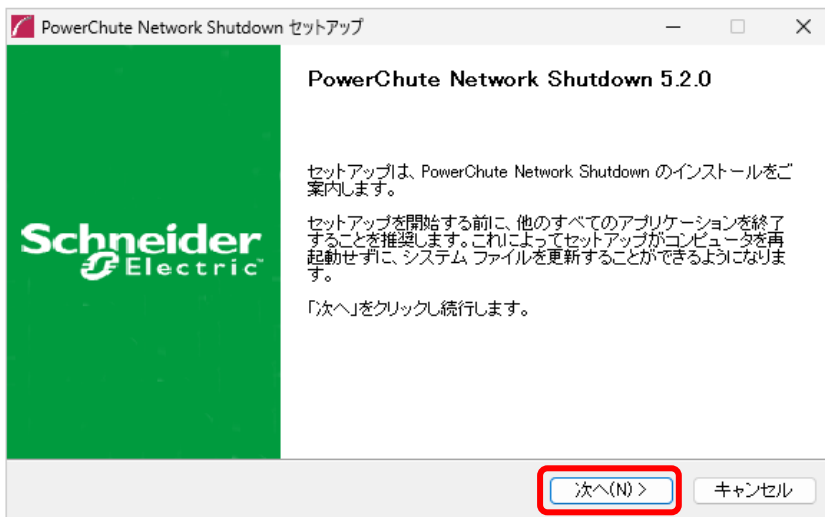 PowerChute Network Shutdown セットアップ
PowerChute Network Shutdown 5.2.0
セットアップは、PowerChute Network Shutdown のインストールをご
案内します。
セットアップを開始する前に、他のすべてのアプリケーションを終了
することを推奨します。これによってセットアップがコンピュータを再
起動せずに、システム ファイルを更新することができるようになりま
す。
「次へ」をクリックし続行します。
Schneider
Electric
次へ(N) >
キャンセル